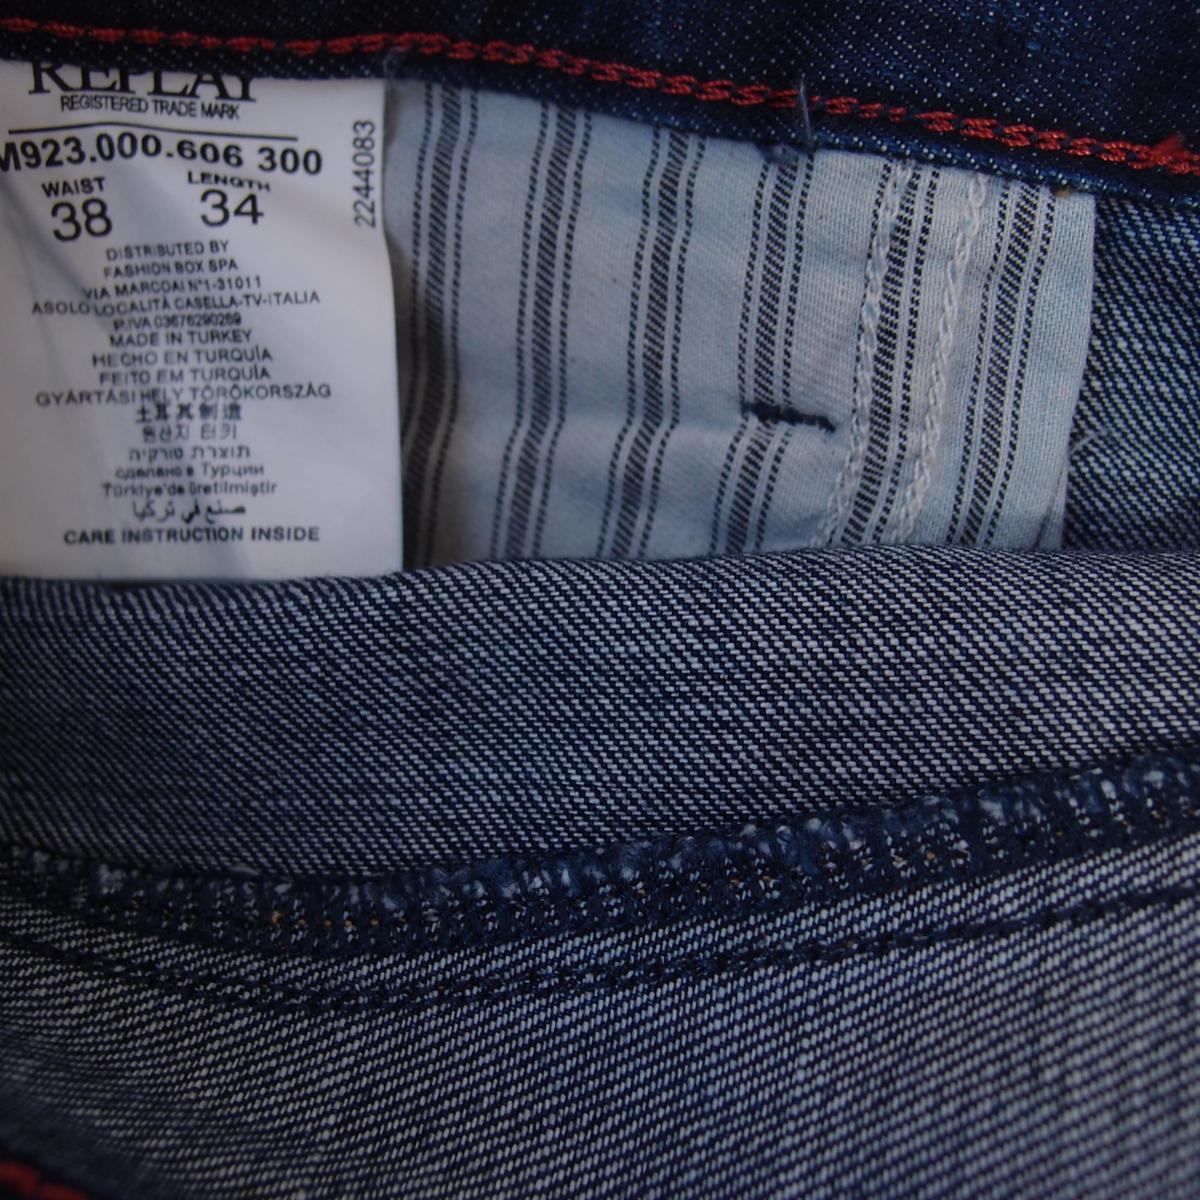 REPLAY
REGISTERED TRADE MARK
M923.000.606 300
WAIST LENGTH
38 34
2244083
DISTRIBUTED BY
FASHION BOX SPA
VIA MARCOAI N°1-31011
ASOLO LOCALITÀ CASELLA-TV-ITALIA
P.IVA 03676290269
MADE IN TURKEY
HECHO EN TURQUÍA
FEITO EM TURQUÍA
GYÁRTÁSI HELY TÖRÖKORSZÁG
土耳其制造
원산지 터키
תוצרת טורקיה
сделано в Турции
Türkiye'de üretilmiştir
صنع في تركيا
CARE INSTRUCTION INSIDE